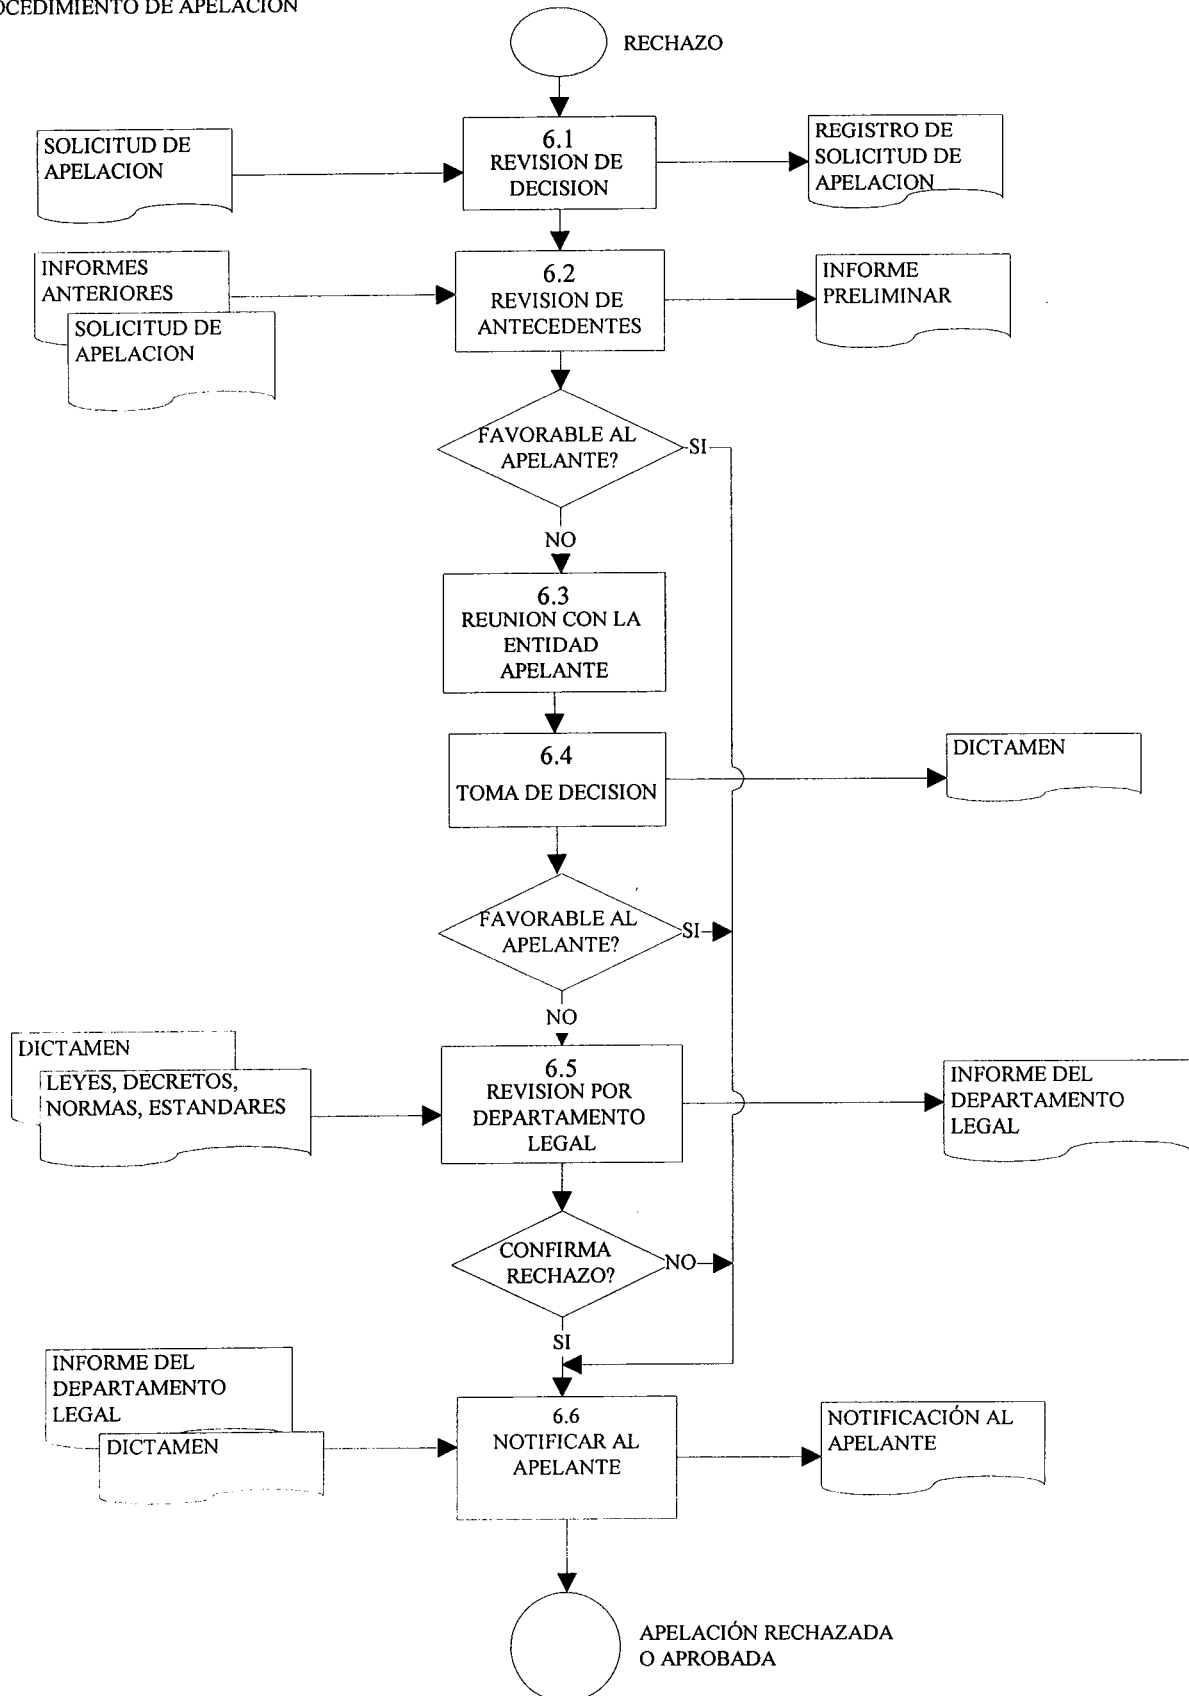 OCEDIMIENTO DE APELACION
RECHAZO
SOLICITUD DE
APELACION
6.1
REVISION DE
DECISION
REGISTRO DE
SOLICITUD DE
APELACION
INFORMES
ANTERIORES
SOLICITUD DE
APELACION
6.2
REVISION DE
ANTECEDENTES
INFORME
PRELIMINAR
FAVORABLE AL
APELANTE?
SI
NO
6.3
REUNION CON LA
ENTIDAD
APELANTE
6.4
TOMA DE DECISION
DICTAMEN
FAVORABLE AL
APELANTE?
SI
NO
DICTAMEN
LEYES, DECRETOS,
NORMAS, ESTANDARES
6.5
REVISION POR
DEPARTAMENTO
LEGAL
INFORME DEL
DEPARTAMENTO
LEGAL
CONFIRMA
RECHAZO?
NO
SI
INFORME DEL
DEPARTAMENTO
LEGAL
DICTAMEN
6.6
NOTIFICAR AL
APELANTE
NOTIFICACIÓN AL
APELANTE
APELACIÓN RECHAZADA
O APROBADA